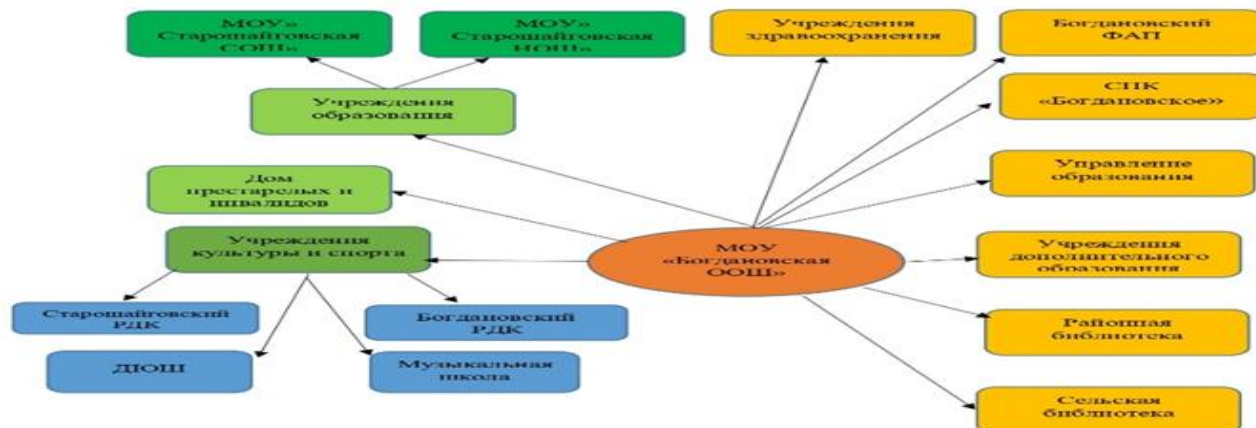 МОУ»
Старошайговская
СОШ»
МОУ»
Старошайговская
НОШ»
Учреждения
здравоохранения
Богдановский
ФАП
СПК
«Богдановское»
Учреждения
образования
Управление
образования
Дом
престарелых и
инвалидов
Учреждения
культуры и спорта
МОУ
«Богдановская
ООШ»
Учреждения
дополнительного
образования
Старошайговский
РДК
Богдановский
РДК
Районная
библиотека
ДЮШ
Музыкальная
школа
Сельская
библиотека